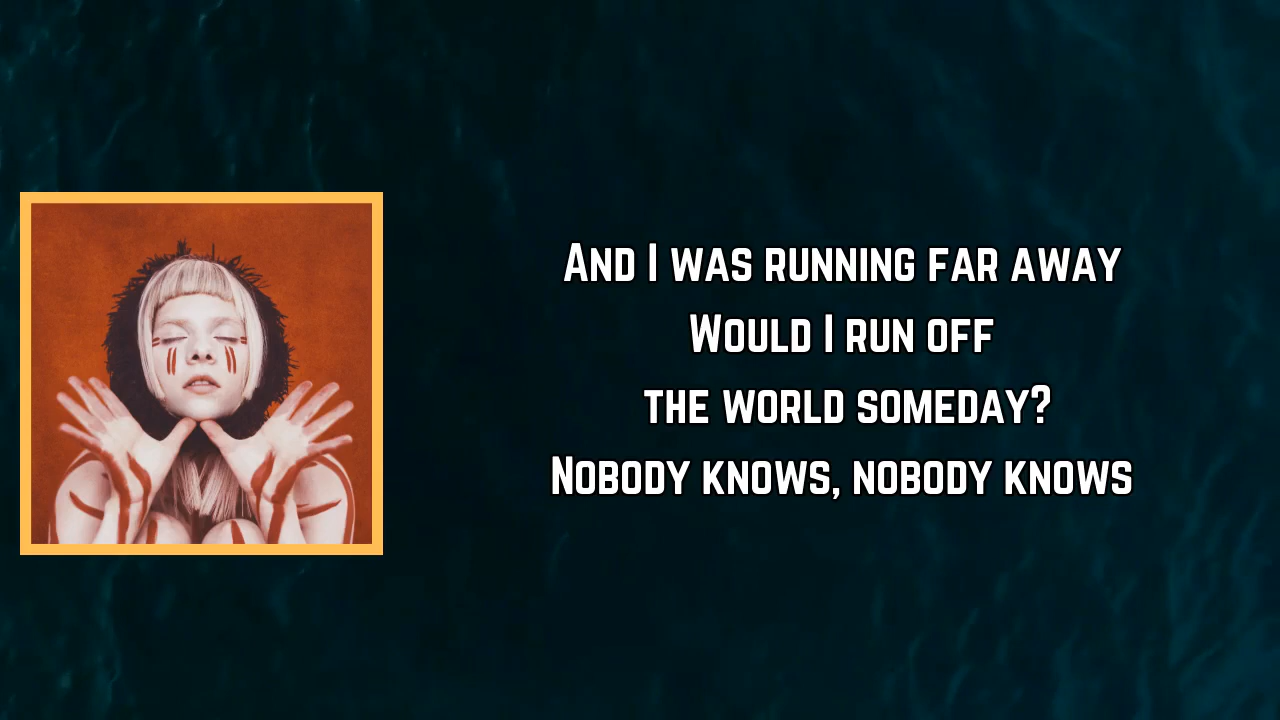 And I was running far away
Would I run off
the world someday?
Nobody knows, nobody knows